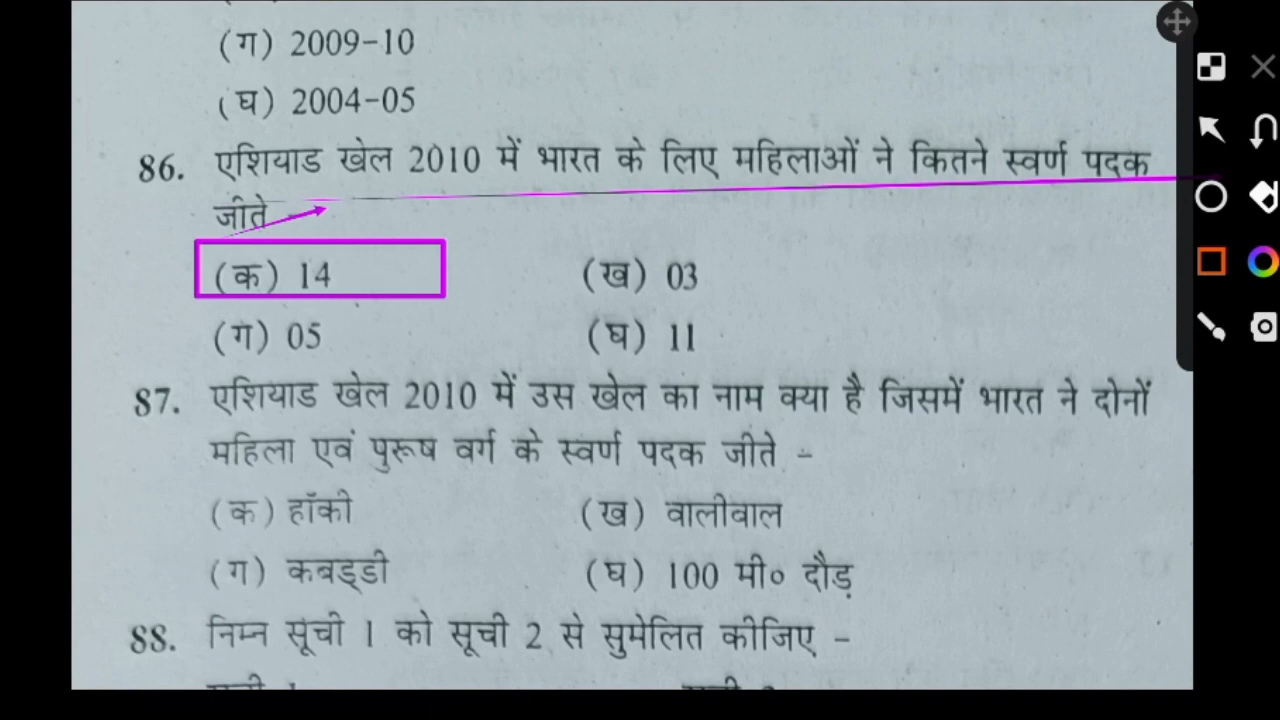 (ग) 2009-10
(घ) 2004-05
86. एशियाड खेल 2010 में भारत के लिए महिलाओं ने कितने स्वर्ण पदक
जीते -
(क) 14 (ख) 03
(ग) 05 (घ) 11
87. एशियाड खेल 2010 में उस खेल का नाम क्या है जिसमें भारत ने दोनों
महिला एवं पुरूष वर्ग के स्वर्ण पदक जीते -
(क) हॉकी (ख) वालीवाल
(ग) कबड्डी (घ) 100 मी० दौड़
88. निम्न सूची 1 को सूची 2 से सुमेलित कीजिए -